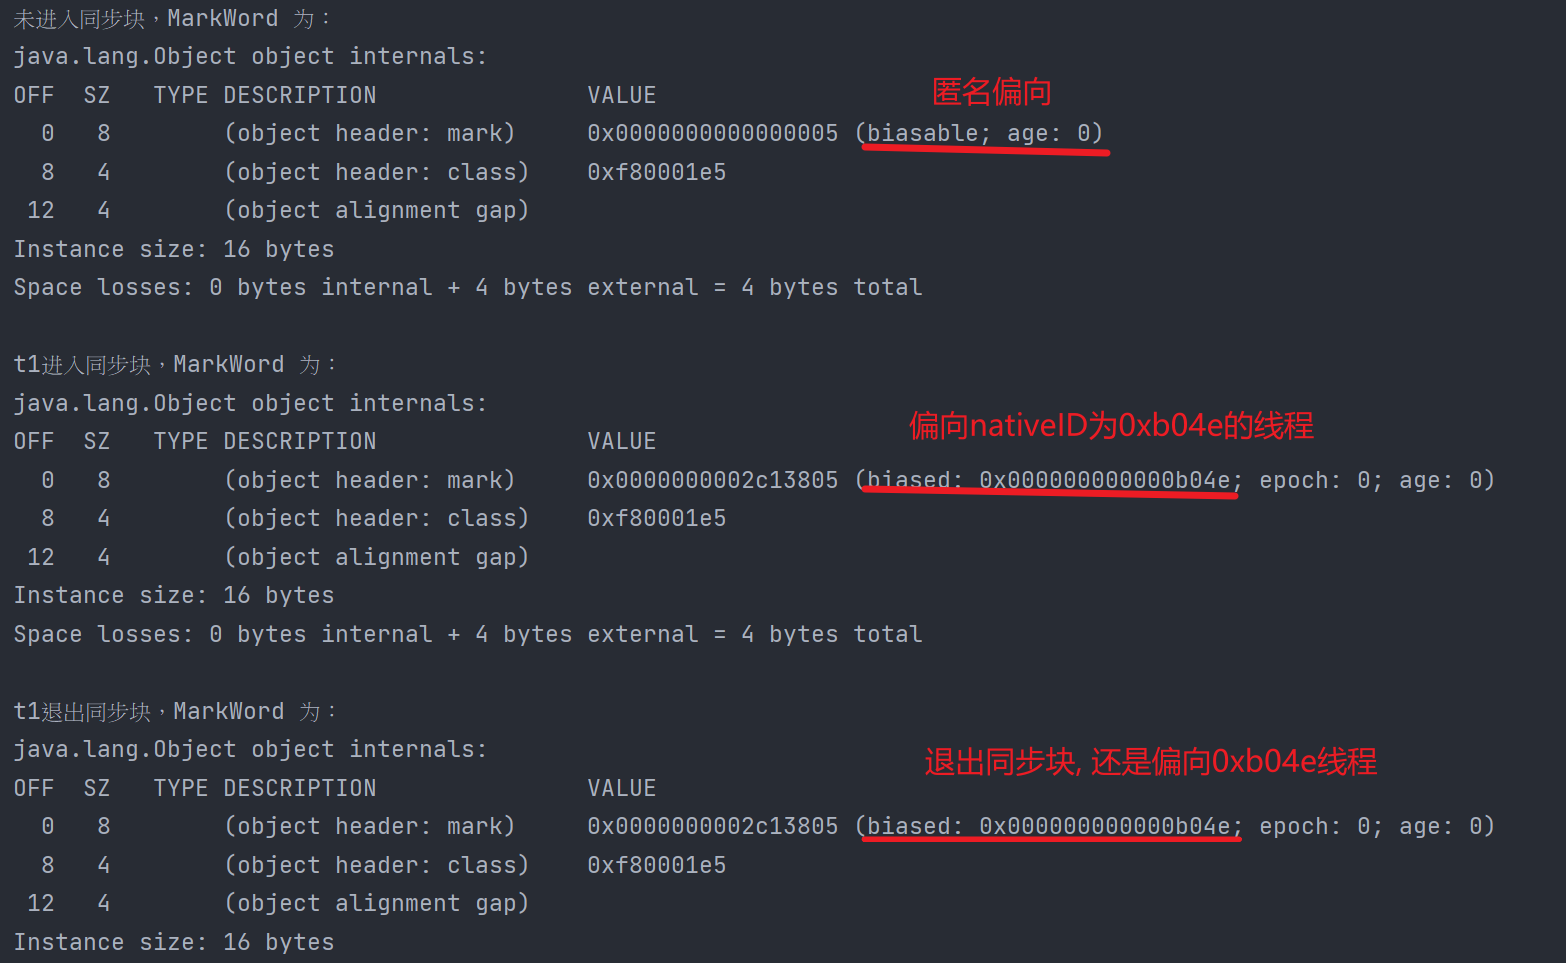 未进入同步块，MarkWord 为：
java.lang.Object object internals:
匿名偏向
OFF  SZ   TYPE DESCRIPTION               VALUE
  0   8        (object header: mark)     0x0000000000000005 (biasable; age: 0)
  8   4        (object header: class)    0xf80001e5
 12   4        (object alignment gap)
Instance size: 16 bytes
Space losses: 0 bytes internal + 4 bytes external = 4 bytes total
t1进入同步块，MarkWord 为：
java.lang.Object object internals:
偏向nativeID为0xb04e的线程
OFF  SZ   TYPE DESCRIPTION               VALUE
  0   8        (object header: mark)     0x0000000002c13805 (biased: 0x000000000000b04e; epoch: 0; age: 0)
  8   4        (object header: class)    0xf80001e5
 12   4        (object alignment gap)
Instance size: 16 bytes
Space losses: 0 bytes internal + 4 bytes external = 4 bytes total
t1退出同步块，MarkWord 为：
java.lang.Object object internals:
退出同步块, 还是偏向0xb04e线程
OFF  SZ   TYPE DESCRIPTION               VALUE
  0   8        (object header: mark)     0x0000000002c13805 (biased: 0x000000000000b04e; epoch: 0; age: 0)
  8   4        (object header: class)    0xf80001e5
 12   4        (object alignment gap)
Instance size: 16 bytes